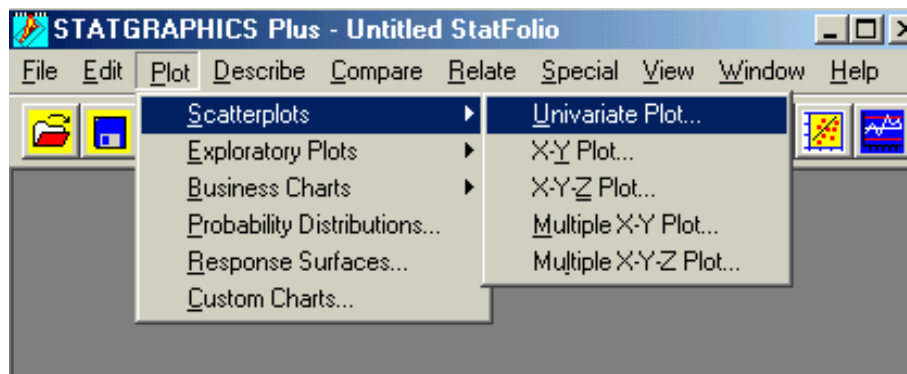 STATGRAPHICS Plus - Untitled StatFolio
File Edit Plot Describe Compare Relate Special View Window Help
Scatterplots
Exploratory Plots
Business Charts
Probability Distributions...
Response Surfaces...
Custom Charts...
Univariate Plot...
X-Y Plot...
X-Y-Z Plot...
Multiple X-Y Plot...
Multiple X-Y-Z Plot...